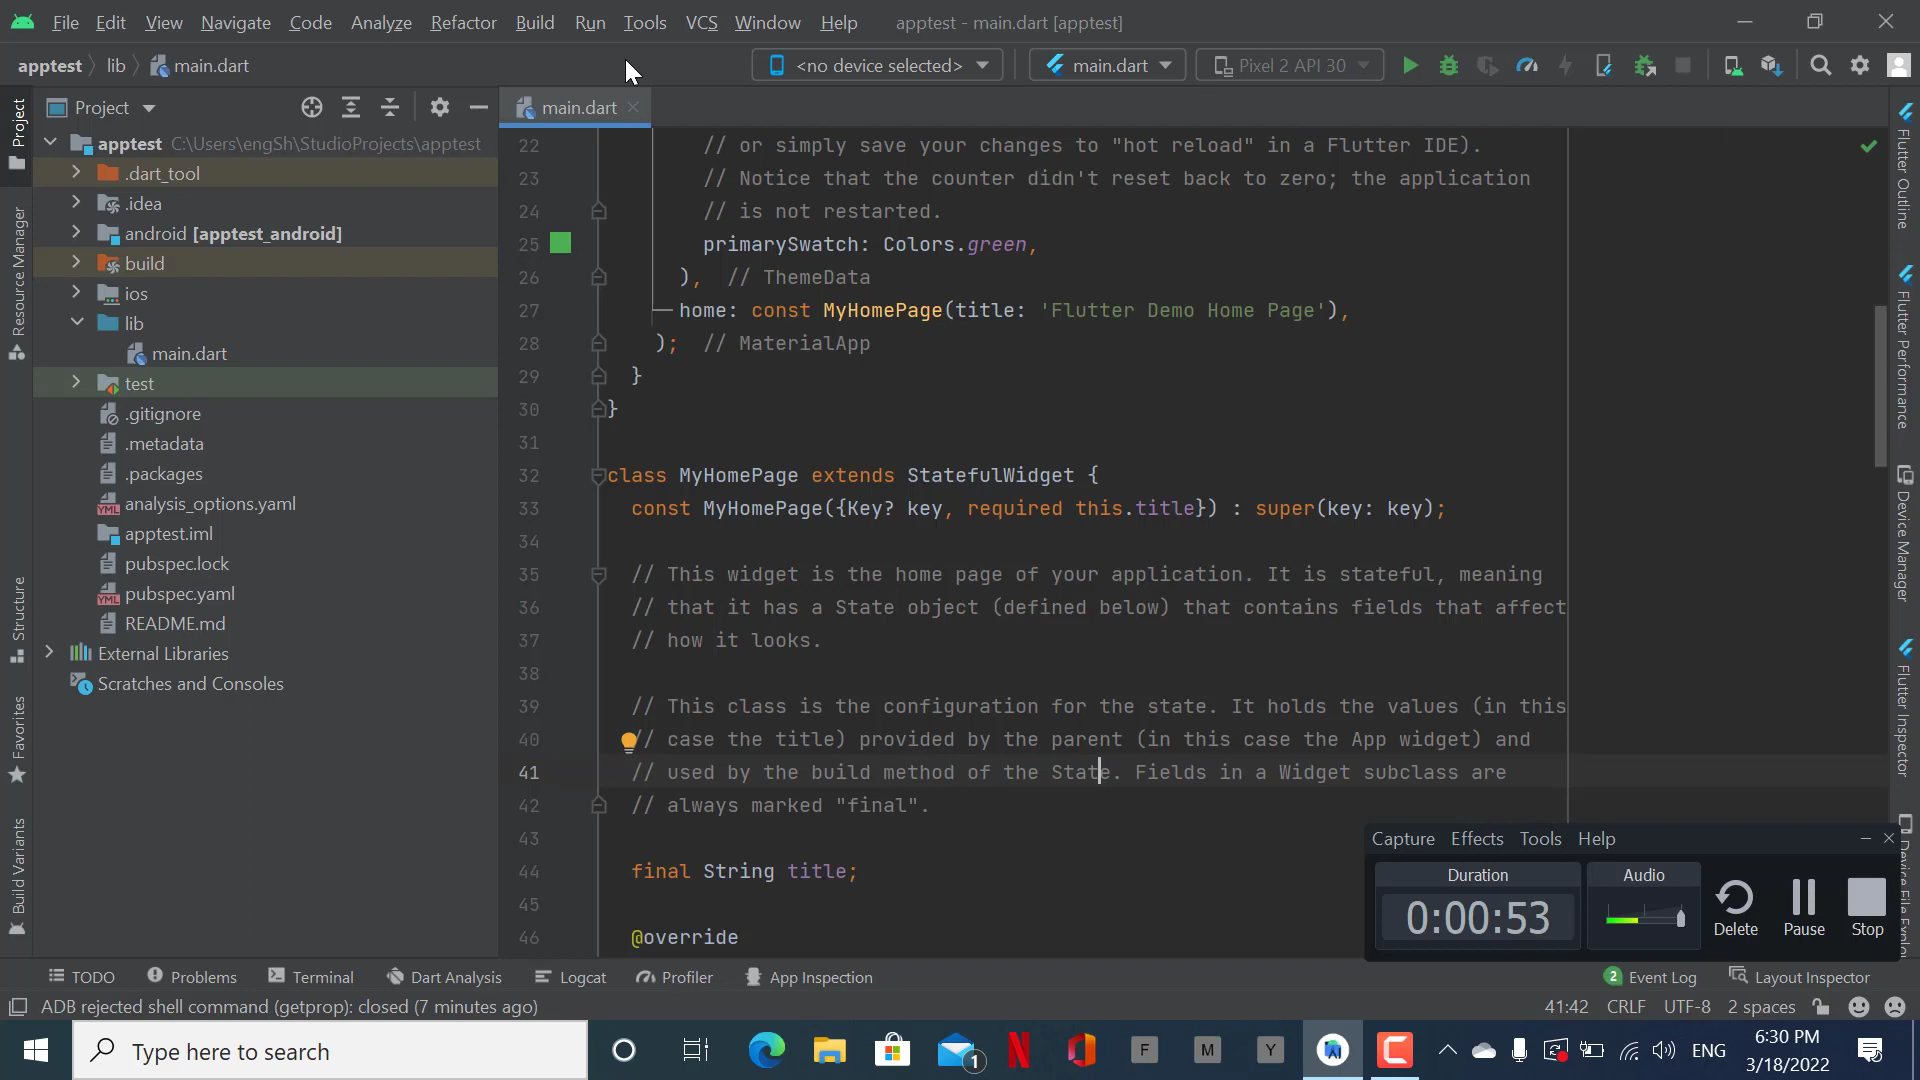 File Edit View Navigate Code Analyze Refactor Build Run Tools VCS Window Help apptest - main.dart [apptest]
apptest lib main.dart <no device selected> main.dart Pixel 2 API 30
Project main.dart
apptest C:\Users\engSh\StudioProjects\apptest
.dart_tool
.idea
android [apptest_android]
build
ios
lib
main.dart
test
.gitignore
.metadata
.packages
analysis_options.yaml
apptest.iml
pubspec.lock
pubspec.yaml
README.md
External Libraries
Scratches and Consoles
Project
Resource Manager
Structure
Favorites
Build Variants
22 // or simply save your changes to "hot reload" in a Flutter IDE).
23 // Notice that the counter didn't reset back to zero; the application
24 // is not restarted.
25 primarySwatch: Colors.green,
26 ), // ThemeData
27 home: const MyHomePage(title: 'Flutter Demo Home Page'),
28 ); // MaterialApp
29 }
30 }
31
32 class MyHomePage extends StatefulWidget {
33 const MyHomePage({Key? key, required this.title}) : super(key: key);
34
35 // This widget is the home page of your application. It is stateful, meaning
36 // that it has a State object (defined below) that contains fields that affect
37 // how it looks.
38
39 // This class is the configuration for the state. It holds the values (in this
40 // case the title) provided by the parent (in this case the App widget) and
41 // used by the build method of the State. Fields in a Widget subclass are
42 // always marked "final".
43
44 final String title;
45
46 @override
Flutter Outline
Flutter Performance
Device Manager
Flutter Inspector
Capture Effects Tools Help
Duration Audio
0:00:53
Delete Pause Stop
TODO Problems Terminal Dart Analysis Logcat Profiler App Inspection 2 Event Log Layout Inspector
ADB rejected shell command (getprop): closed (7 minutes ago) 41:42 CRLF UTF-8 2 spaces
Type here to search 1 F M Y ENG 6:30 PM
3/18/2022